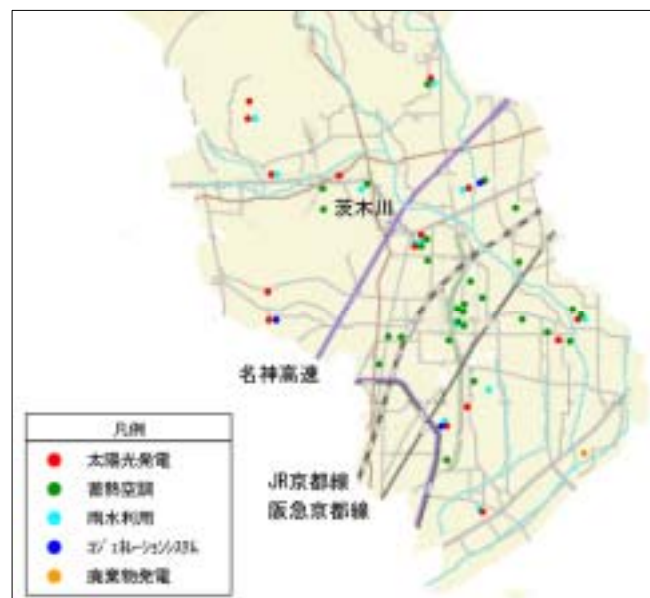 茨木川
名神高速
JR京都線
阪急京都線
凡例
太陽光発電
蓄熱空調
雨水利用
コジェネレーションシステム
廃棄物発電